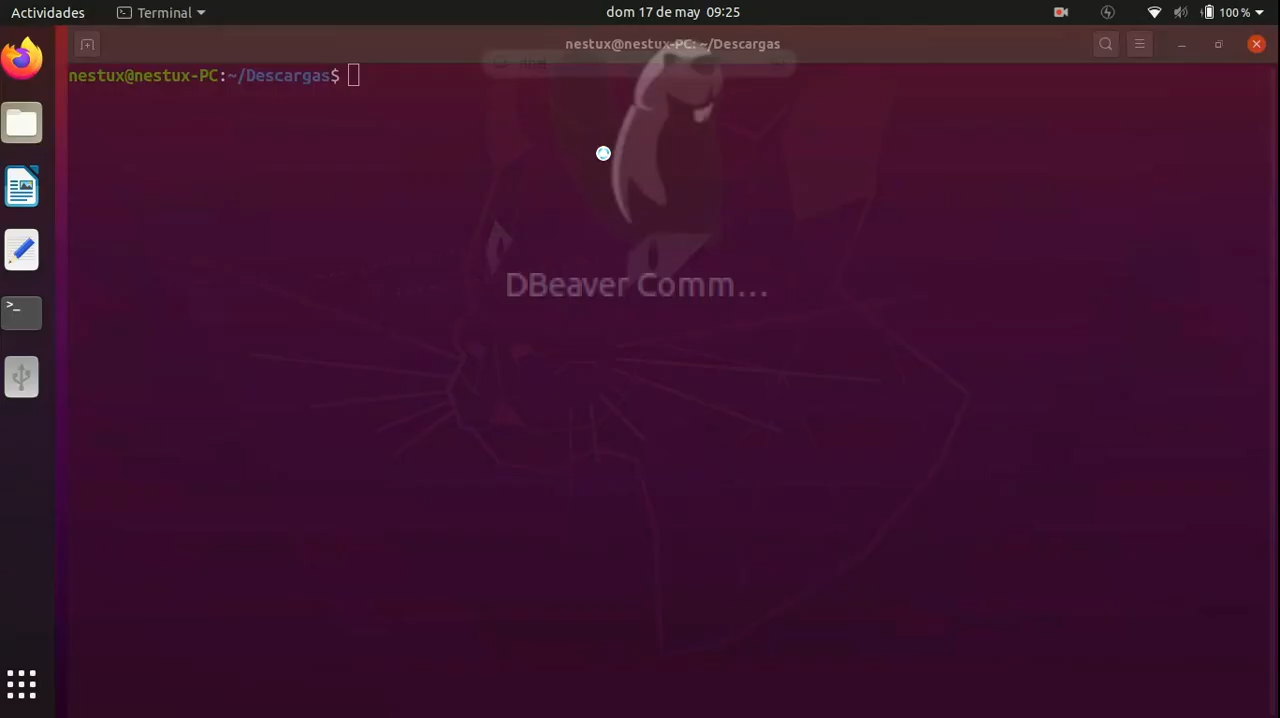 Actividades
Terminal
dom 17 de may 09:25
100 %
nestux@nestux-PC: ~/Descargas
nestux@nestux-PC:~/Descargas$
DBeaver Comm...